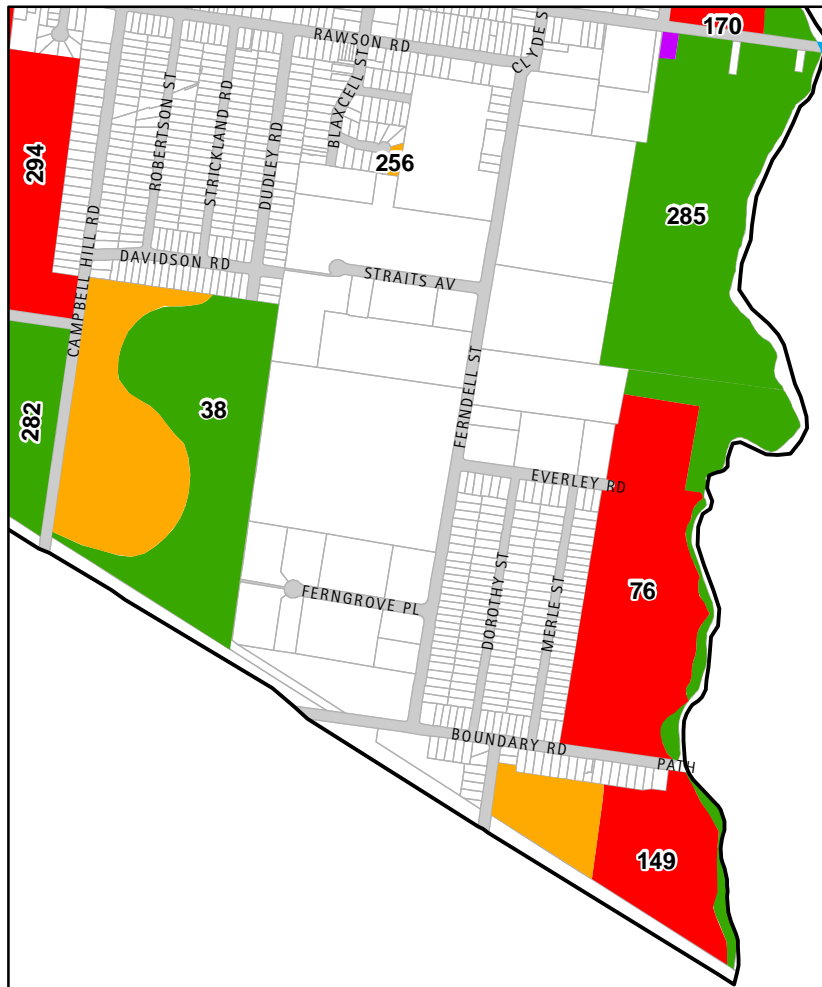 170
RAWSON RD
CLYDE S
BLAXCELL ST
ROBERTSON ST
STRICKLAND RD
DUDLEY RD
256
294
285
CAMPBELL HILL RD
DAVIDSON RD
STRAITS AV
FERNDELL ST
38
282
EVERLEY RD
DOROTHY ST
MERLE ST
76
FERNGROVE PL
BOUNDARY RD
PATH
149